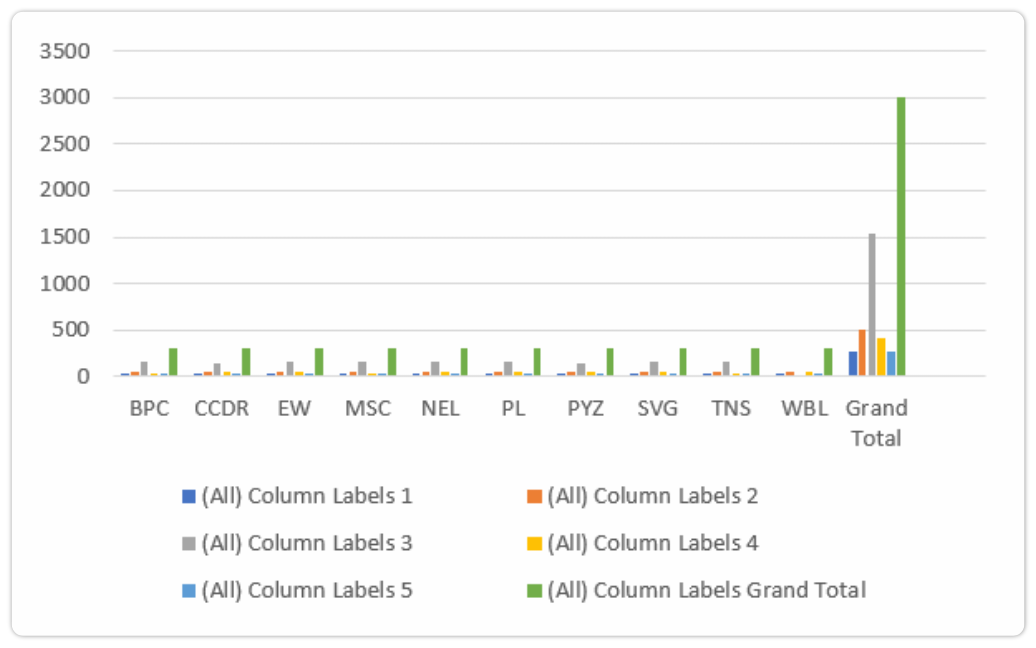 3500
3000
2500
2000
1500
1000
500
0
BPC CCDR EW MSC NEL PL PYZ SVG TNS WBL Grand
Total
(All) Column Labels 1 (All) Column Labels 2
(All) Column Labels 3 (All) Column Labels 4
(All) Column Labels 5 (All) Column Labels Grand Total